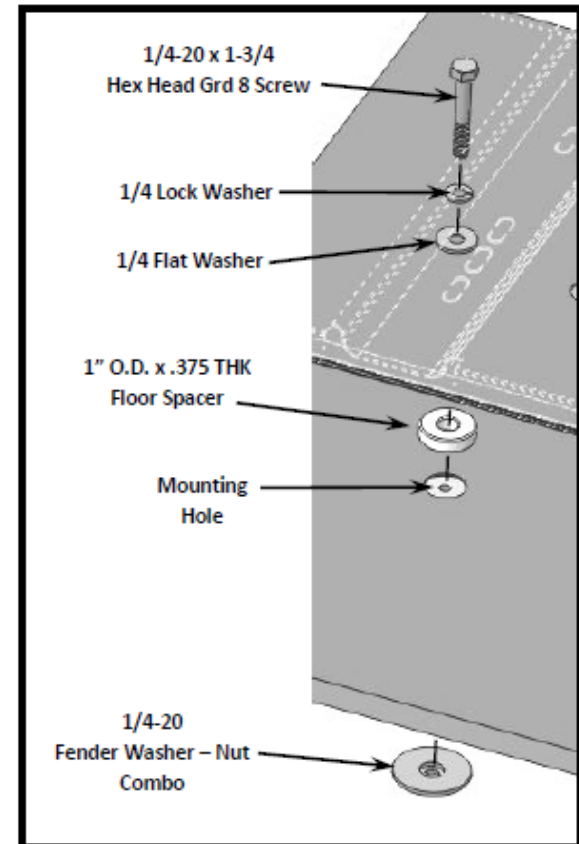 1/4-20 x 1-3/4
Hex Head Grd 8 Screw
1/4 Lock Washer
1/4 Flat Washer
1” O.D. x .375 THK
Floor Spacer
Mounting
Hole
1/4-20
Fender Washer – Nut
Combo